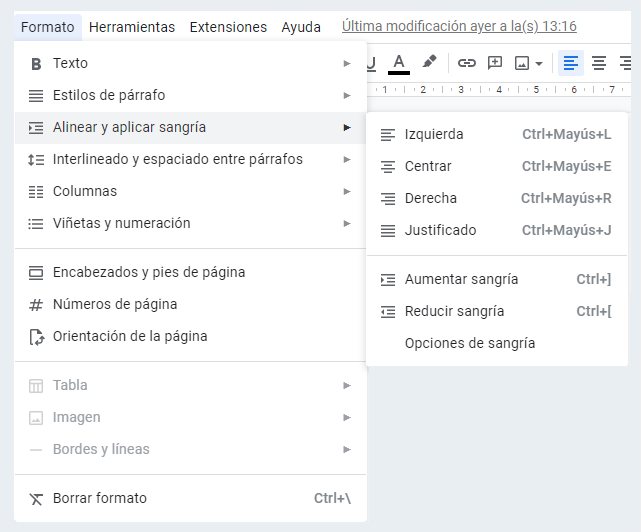 Formato Herramientas Extensiones Ayuda Última modificación ayer a la(s) 13:16
B Texto
U A
Estilos de párrafo
1 2 3 4 5 6 7
Alinear y aplicar sangría
Interlineado y espaciado entre párrafos
Columnas
Viñetas y numeración
Encabezados y pies de página
# Números de página
Orientación de la página
Tabla
Imagen
Bordes y líneas
Borrar formato Ctrl+\
Izquierda Ctrl+Mayús+L
Centrar Ctrl+Mayús+E
Derecha Ctrl+Mayús+R
Justificado Ctrl+Mayús+J
Aumentar sangría Ctrl+]
Reducir sangría Ctrl+[
Opciones de sangría